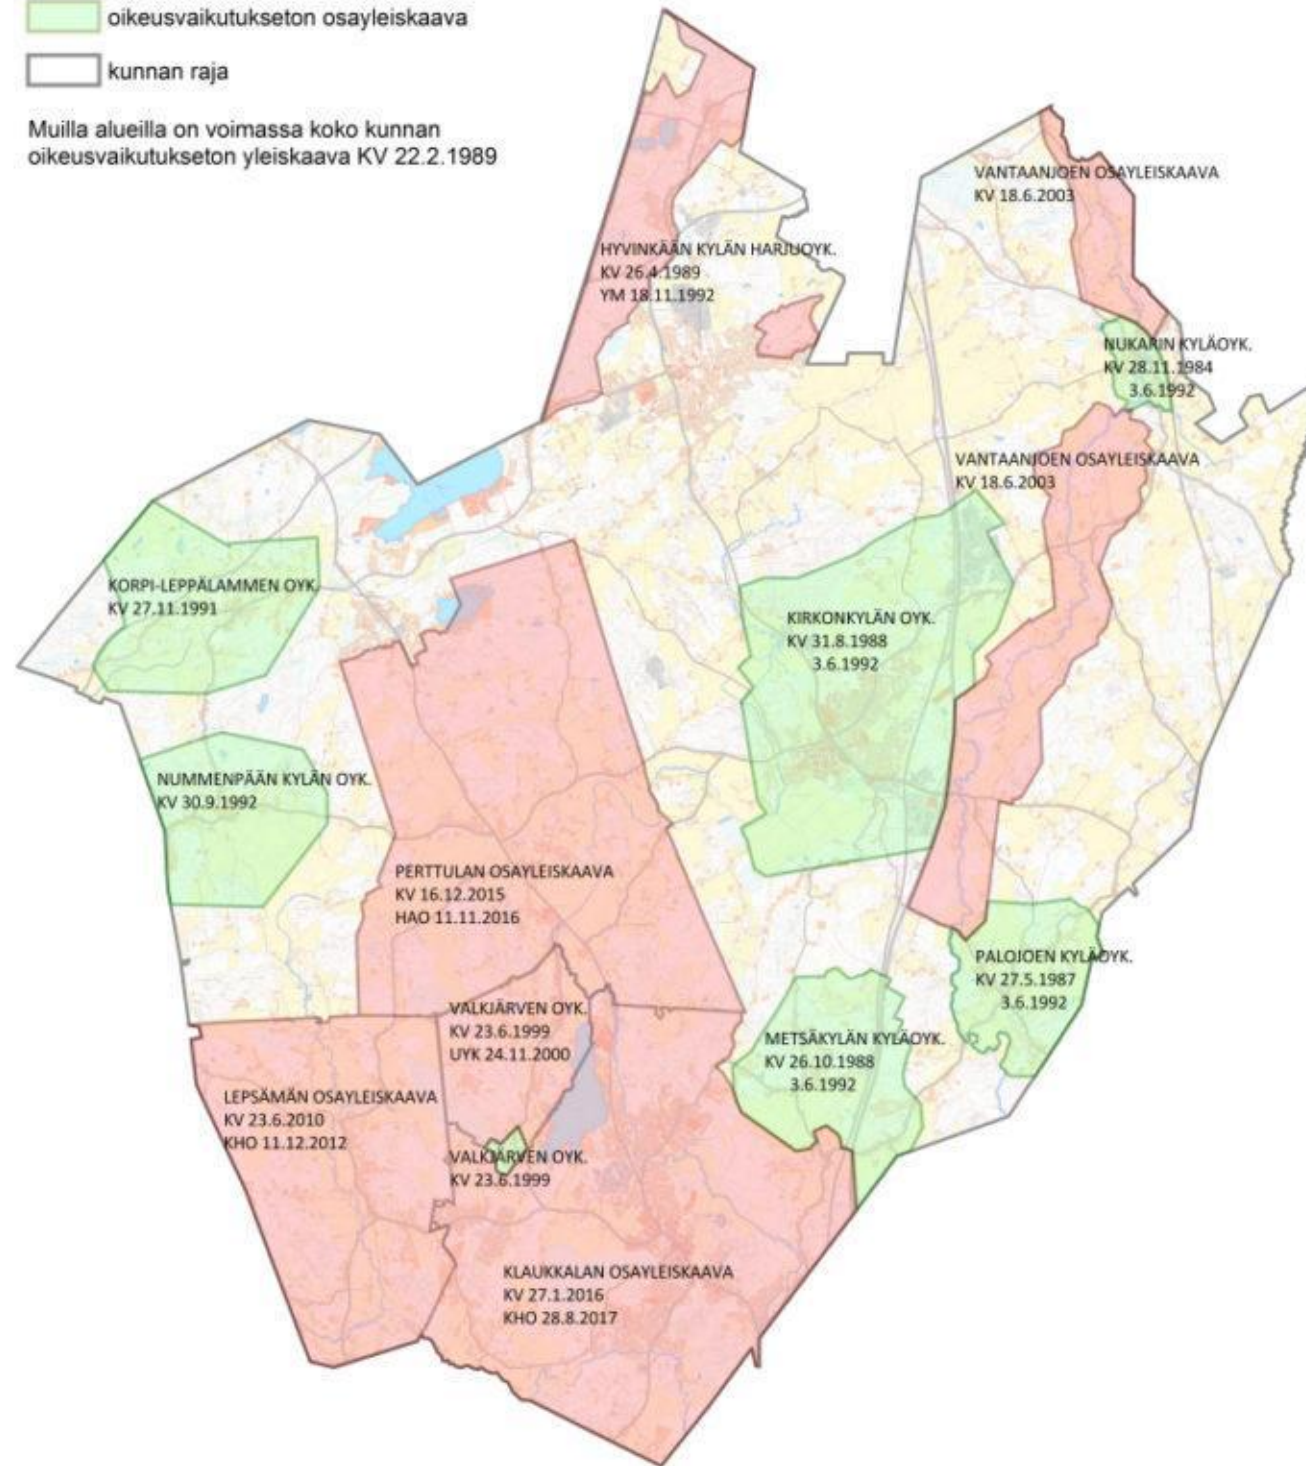 oikeusvaikutukseton osayleiskaava
kunnan raja
Muilla alueilla on voimassa koko kunnan
oikeusvaikutukseton yleiskaava KV 22.2.1989
VANTAANJOEN OSAYLEISKAAVA
KV 18.6.2003
HYVINKÄÄN KYLÄN HARJUOYK.
KV 26.4.1989
YM 18.11.1992
NUKARIN KYLÄOYK.
KV 28.11.1984
3.6.1992
VANTAANJOEN OSAYLEISKAAVA
KV 18.6.2003
KORPI-LEPPÄLAMMEN OYK.
KV 27.11.1991
KIRKONKYLÄN OYK.
KV 31.8.1988
3.6.1992
NUMMENPÄÄN KYLÄN OYK.
KV 30.9.1992
PERTTULAN OSAYLEISKAAVA
KV 16.12.2015
HAO 11.11.2016
PALOJOEN KYLÄOYK.
KV 27.5.1987
3.6.1992
VALKJÄRVEN OYK.
KV 23.6.1999
UYK 24.11.2000
METSÄKYLÄN KYLÄOYK.
KV 26.10.1988
3.6.1992
LEPSÄMÄN OSAYLEISKAAVA
KV 23.6.2010
KHO 11.12.2012
VALKJÄRVEN OYK.
KV 23.6.1999
KLAUKKALAN OSAYLEISKAAVA
KV 27.1.2016
KHO 28.8.2017